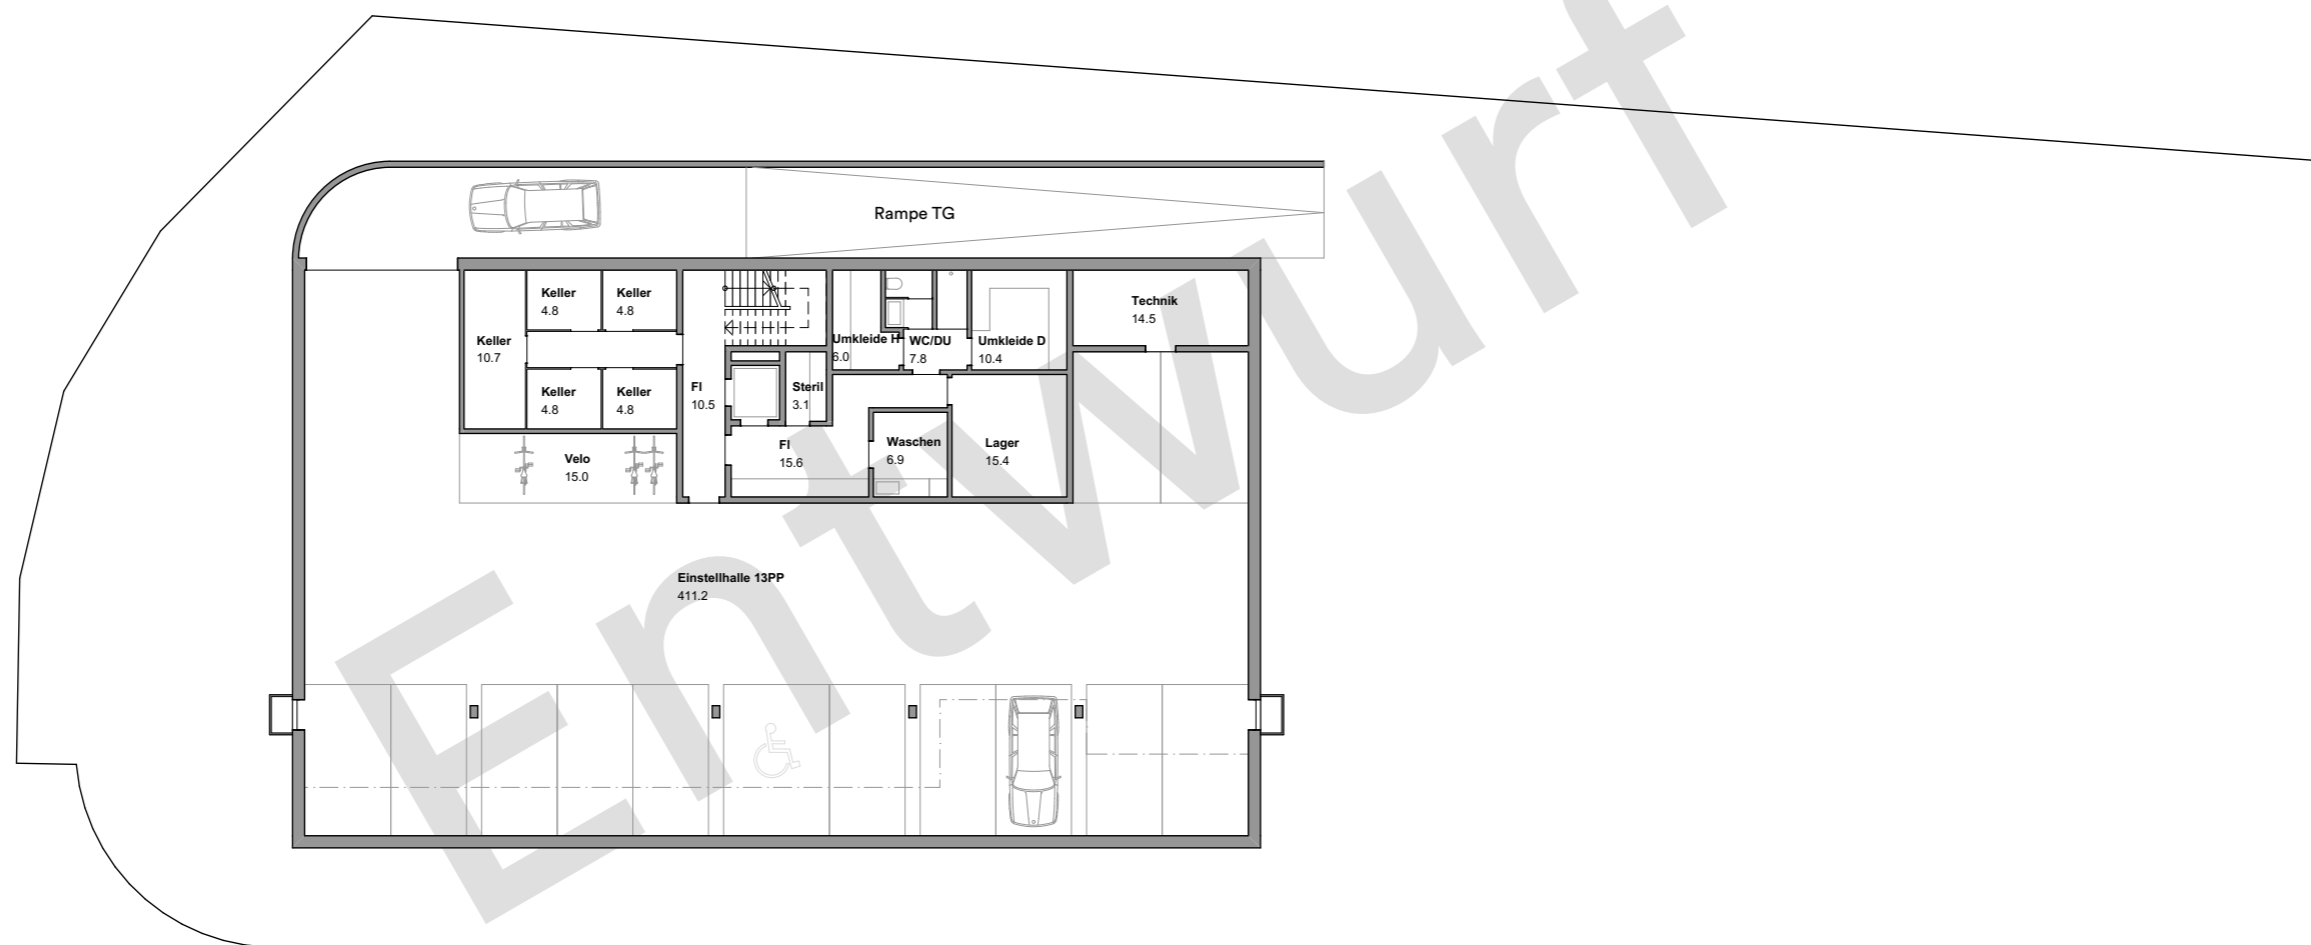 Entwurf
Rampe TG
Keller
4.8
Keller
4.8
Technik
14.5
Keller
10.7
Umkleide H
6.0
WC/DU
7.8
Umkleide D
10.4
Keller
4.8
Keller
4.8
Fl
10.5
Steril
3.1
Velo
15.0
Fl
15.6
Waschen
6.9
Lager
15.4
Einstellhalle 13PP
411.2